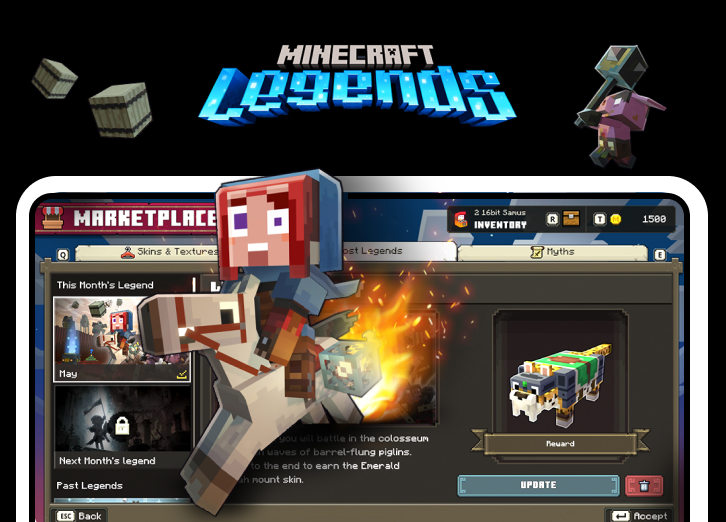 MINECRAFT
Legends
MARKETPLACE
2 16bit Samus
INVENTORY
R
T
1500
Q
Skins & Textures
ost Legends
Myths
E
This Month's Legend
May
Next Month's legend
Past Legends
you will battle in the colosseum
waves of barrel-flung piglins.
to the end to earn the Emerald
mount skin.
Reward
UPDATE
ESC Back
Accept